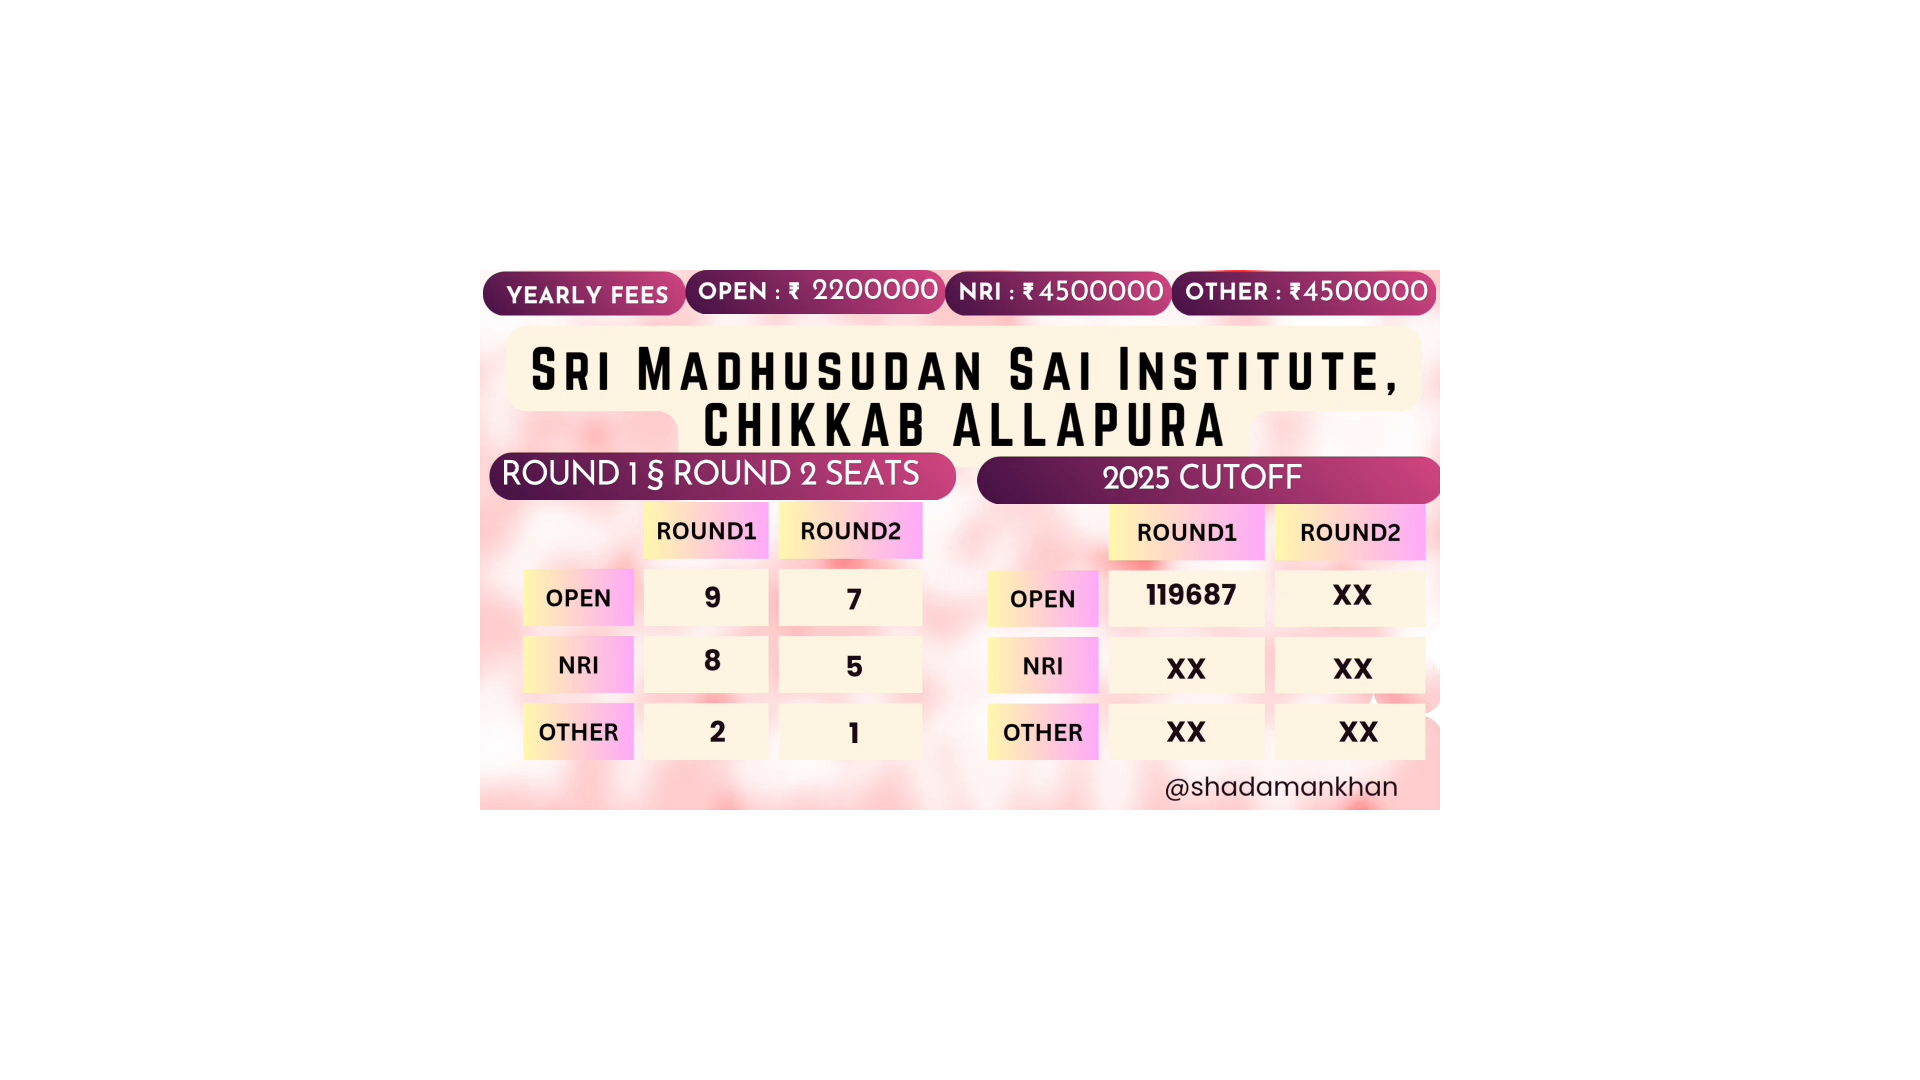 YEARLY FEES OPEN : ₹ 2200000 NRI : ₹ 4500000 OTHER : ₹4500000
SRI MADHUSUDAN SAI INSTITUTE,
CHIKKAB ALLAPURA
ROUND 1 § ROUND 2 SEATS
ROUND1 ROUND2
OPEN 9 7
NRI 8 5
OTHER 2 1
2025 CUTOFF
ROUND1 ROUND2
OPEN 119687 XX
NRI XX XX
OTHER XX XX
@shadamankhan